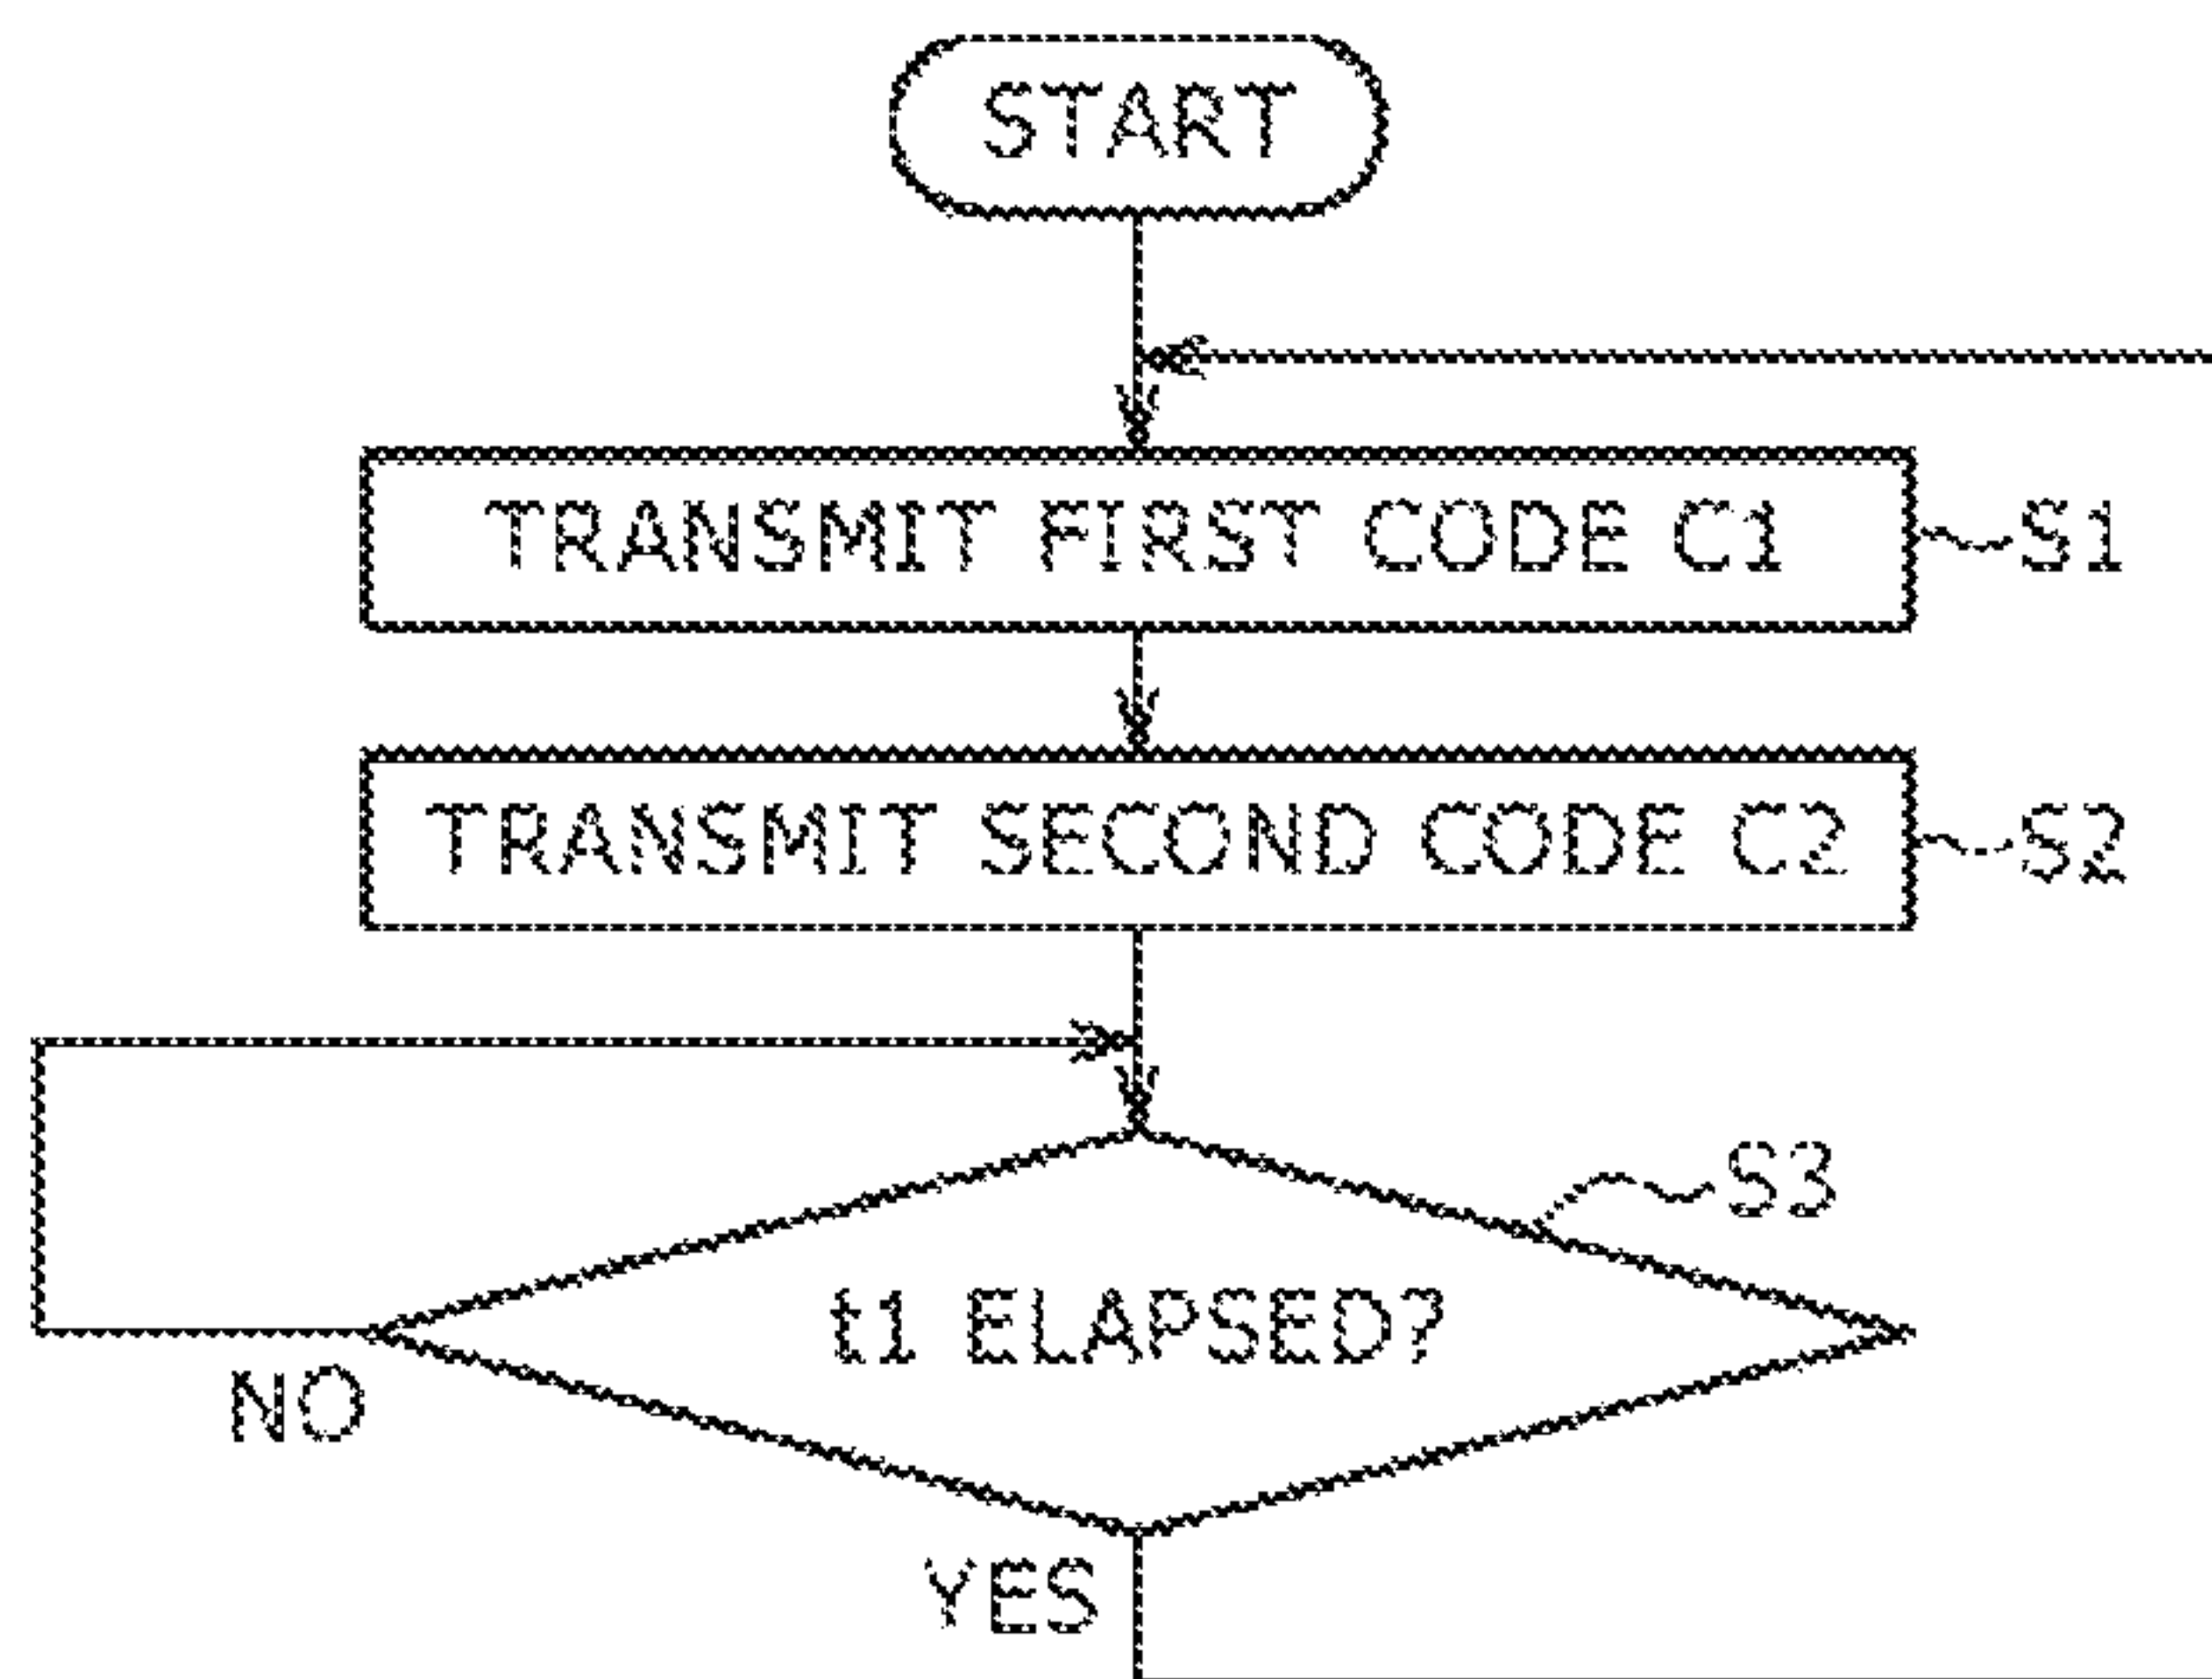 START
TRANSMIT FIRST CODE C1
S1
TRANSMIT SECOND CODE C2
S2
S3
t1 ELAPSED?
NO
YES